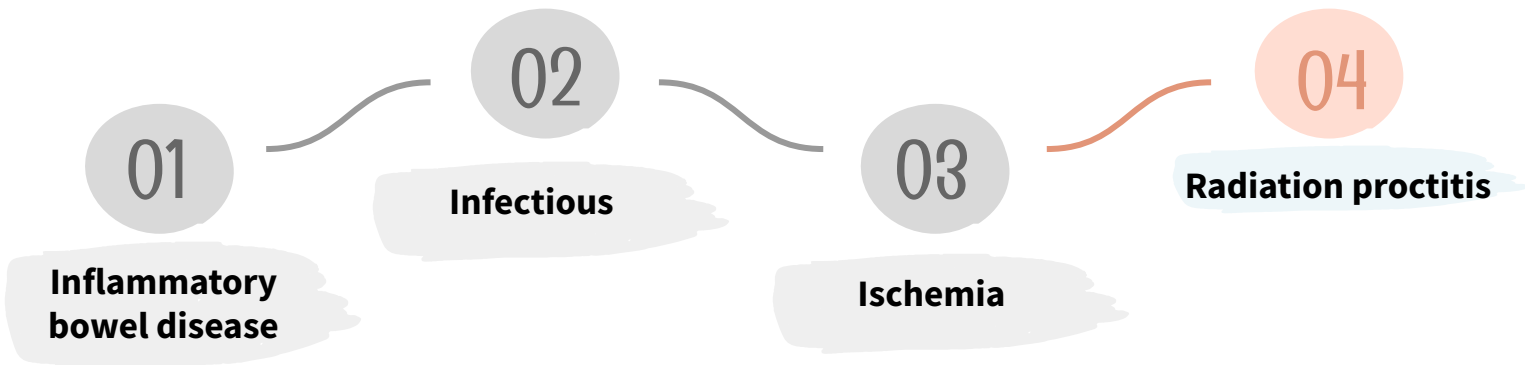 01
Inflammatory
bowel disease
02
Infectious
03
Ischemia
04
Radiation proctitis